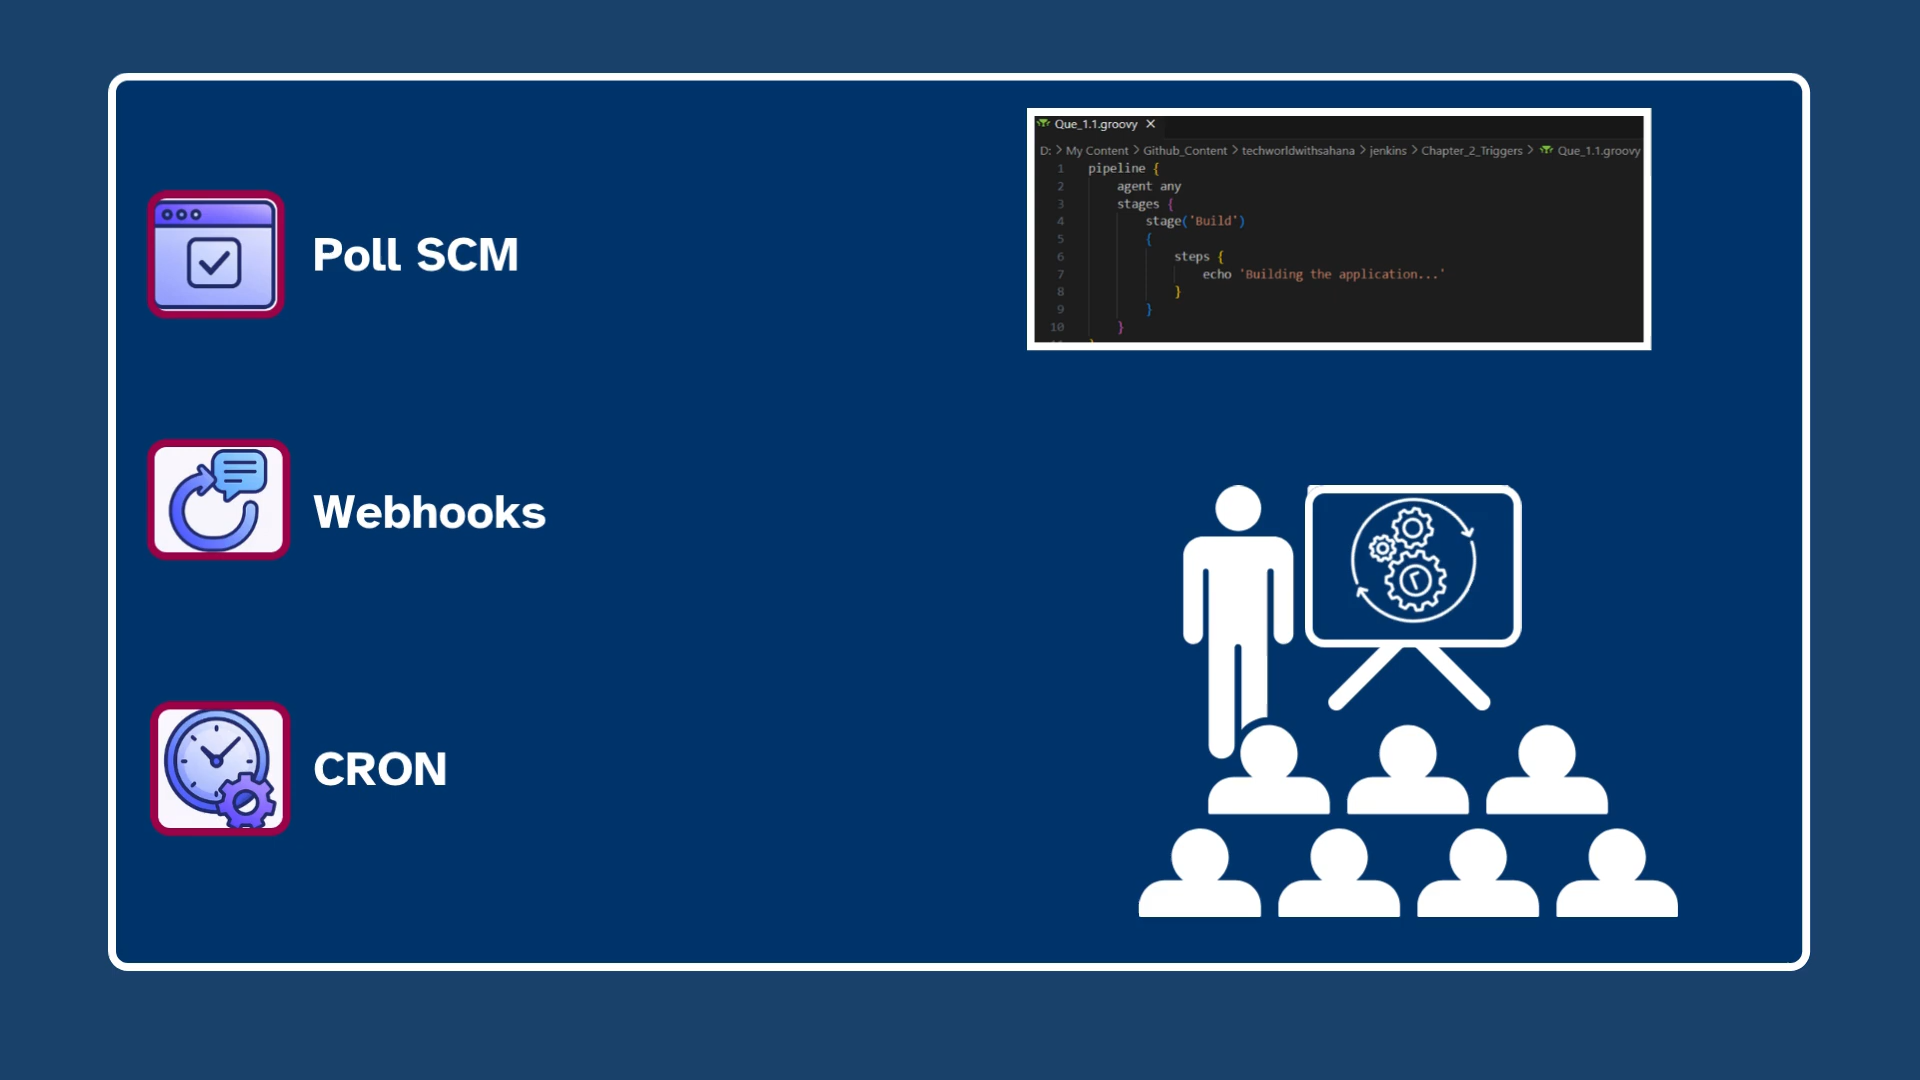 Poll SCM
Webhooks
CRON
Que_1.1.groovy
D: > My Content > Github_Content > techworldwithsahana > jenkins > Chapter_2_Triggers > Que_1.1.groovy
1 pipeline {
2 agent any
3 stages {
4 stage('Build')
5 {
6 steps {
7 echo 'Building the application...'
8 }
9 }
10 }